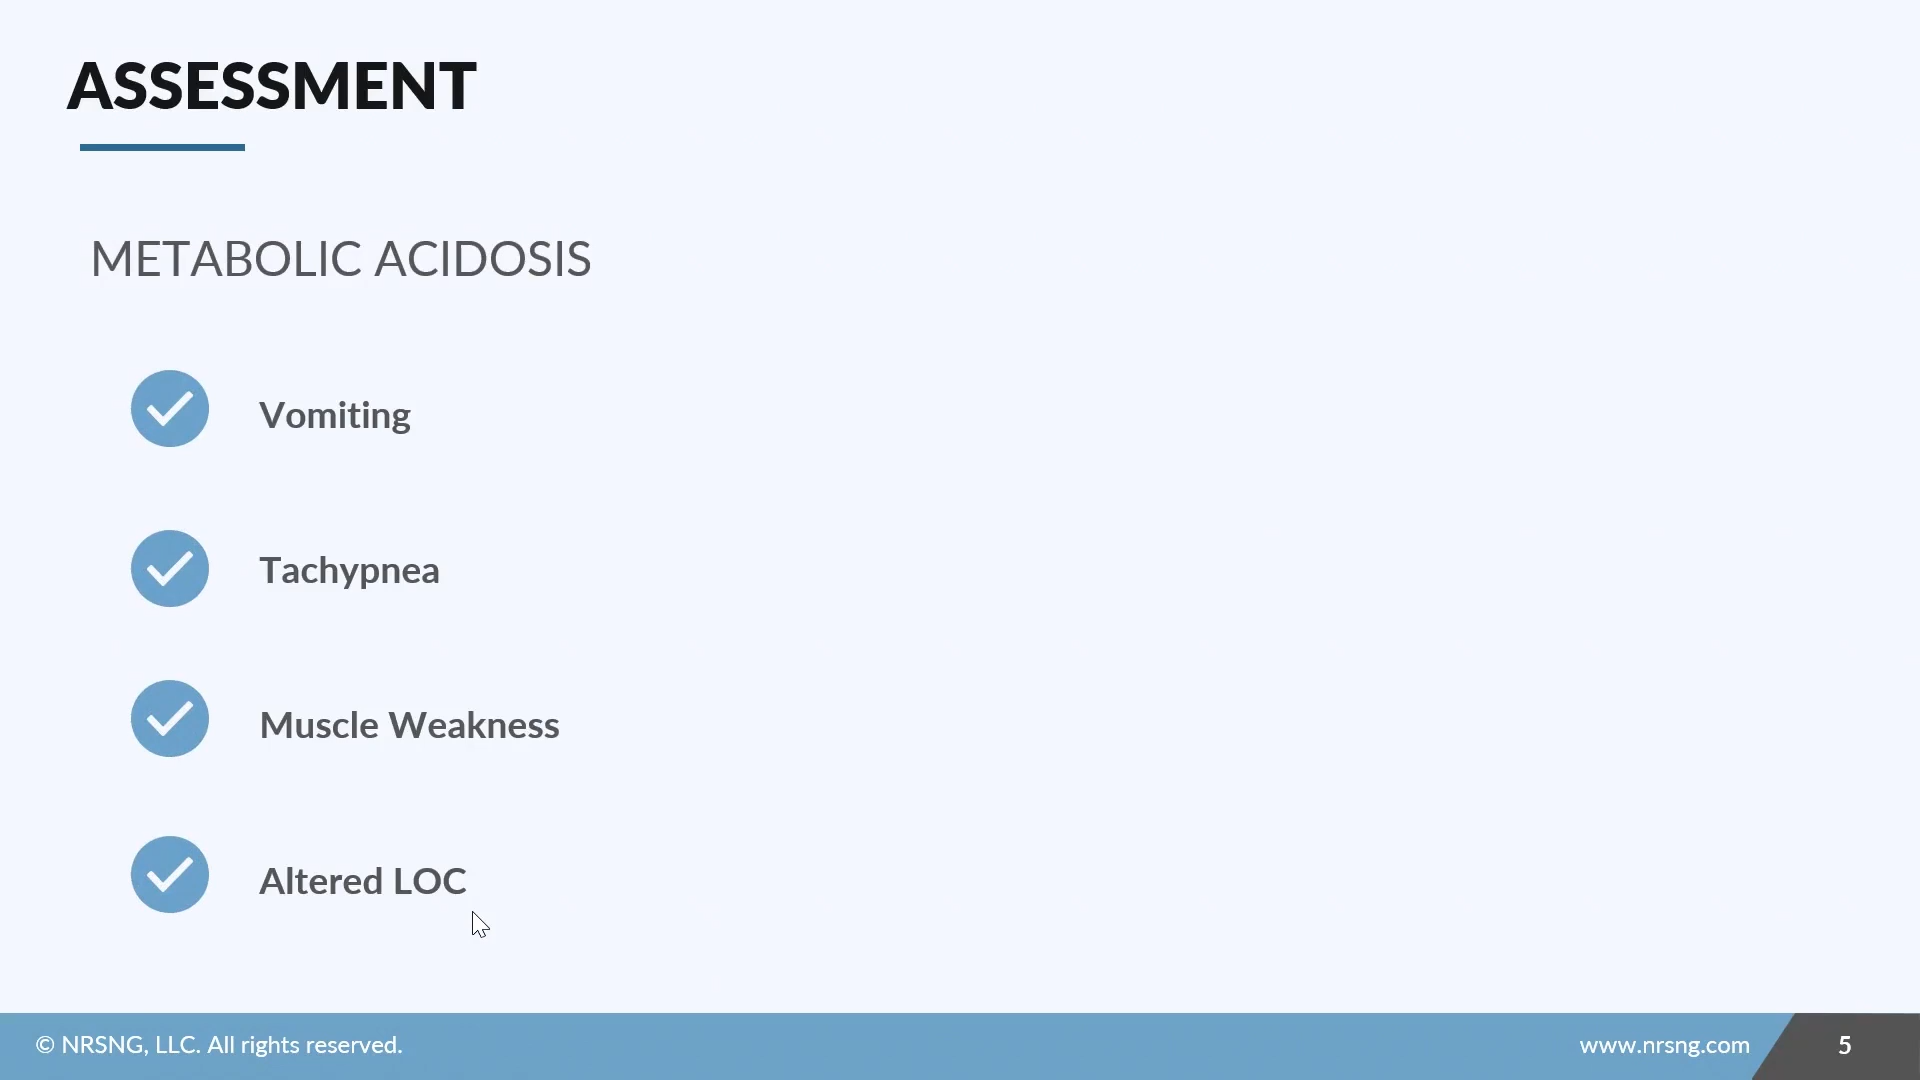 ASSESSMENT
METABOLIC ACIDOSIS
Vomiting
Tachypnea
Muscle Weakness
Altered LOC
© NRSNG, LLC. All rights reserved.
www.nrsng.com
5